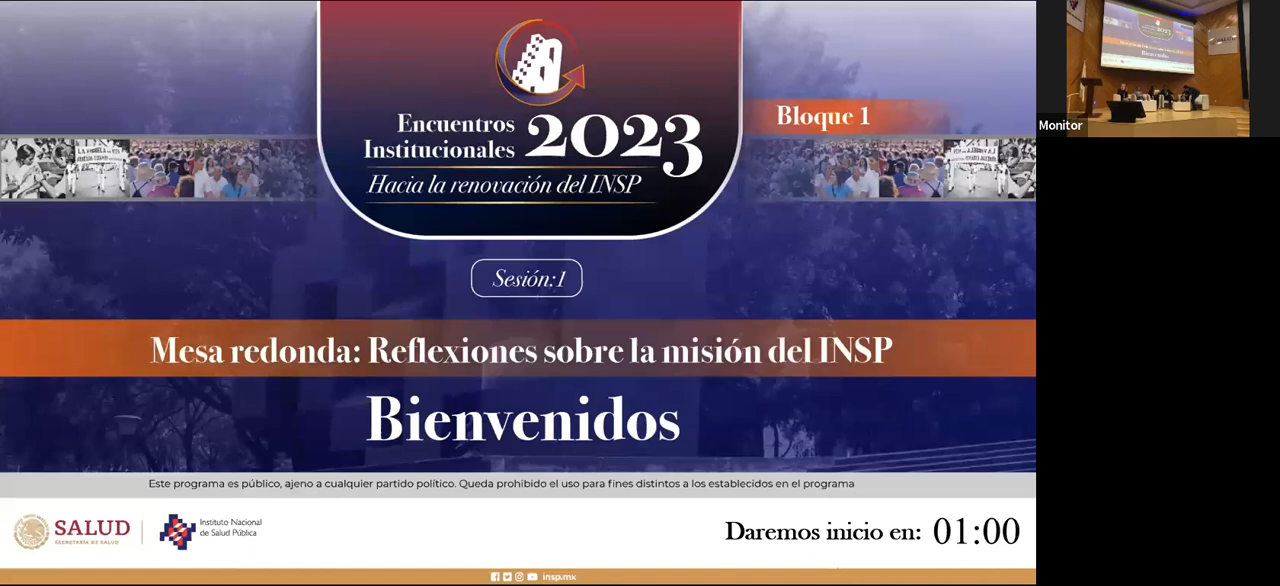 Encuentros
Institucionales 2023
Hacia la renovación del INSP
Bloque 1
Sesión:1
Mesa redonda: Reflexiones sobre la misión del INSP
Bienvenidos
Este programa es público, ajeno a cualquier partido político. Queda prohibido el uso para fines distintos a los establecidos en el programa
SALUD
SECRETARÍA DE SALUD
Instituto Nacional
de Salud Pública
Daremos inicio en: 01:00
insp.mx
Monitor